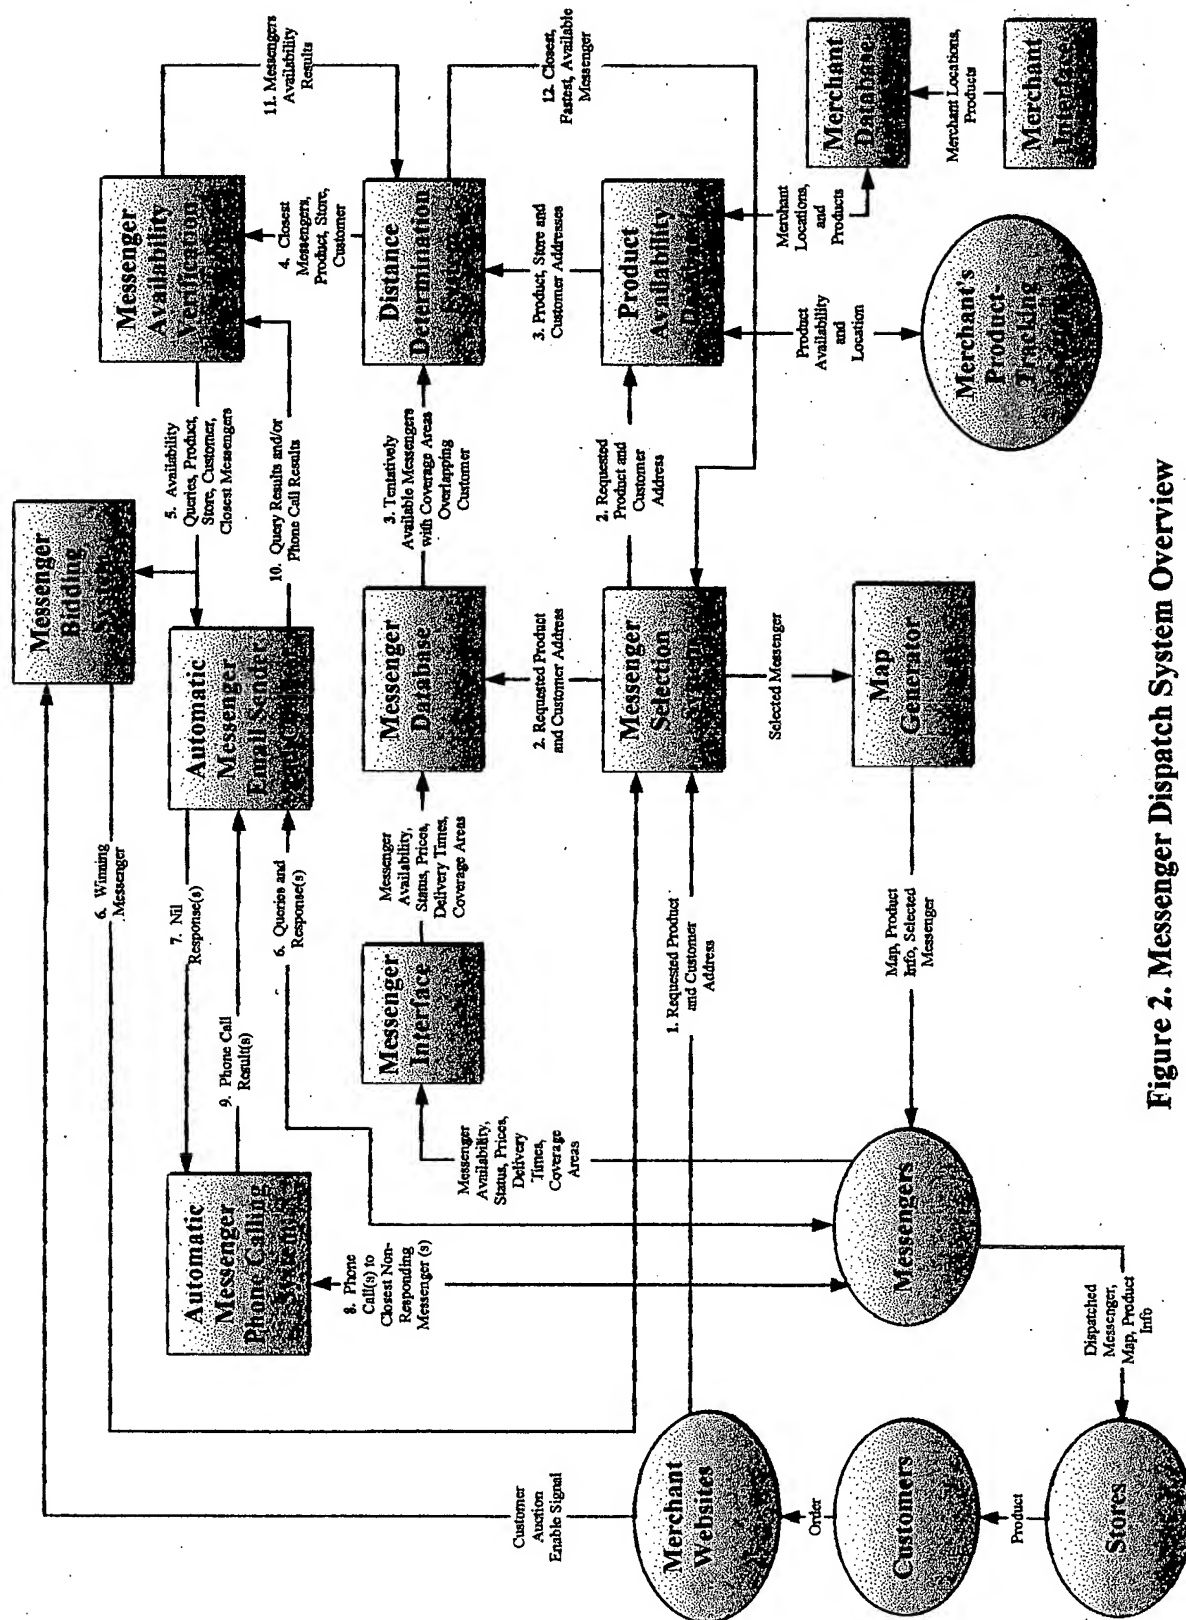 Merchant
Websites
Customers
Stores
Order
Product
Customer
Auction
Enable Signal
Dispatched
Messenger,
Map, Product
Info
Automatic
Messenger
Phone Calling
System
8. Phone
Call(s) to
Closest Non-
Responding
Messenger (s)
Messengers
Messenger
Availability,
Status, Prices,
Delivery
Times,
Coverage
Areas
Messenger
Interface
9. Phone Call
Result(s)
7. Nil
Response(s)
6. Queries and
Response(s)
6. Winning
Messenger
Messenger
Availability,
Status, Prices,
Delivery Times,
Coverage Areas
1. Requested Product
and Customer
Address
Map, Product
Info, Selected
Messenger
Messenger
Bidding
System
Automatic
Messenger
Email Sender
Messenger
Database
2. Requested Product
and Customer Address
Messenger
Selection
System
Selected Messenger
Map
Generator
5. Availability
Queries, Product,
Store, Customer,
Closest Messengers
10. Query Results and/or
Phone Call Results
3. Tentatively
Available Messengers
with Coverage Areas
Overlapping
Customer
2. Requested
Product and
Customer
Address
Messenger
Availability
Verification
4. Closest
Messengers,
Product, Store,
Customer
Distance
Determination
System
3. Product, Store and
Customer Addresses
Product
Availability
Product
Availability
and
Location
Merchant's
Product-
Tracking
Merchant
Locations,
and
Products
11. Messengers
Availability
Results
12. Closest,
Fastest, Available
Messenger
Merchant
Database
Merchant Locations,
Products
Merchant
Interface
Figure 2. Messenger Dispatch System Overview